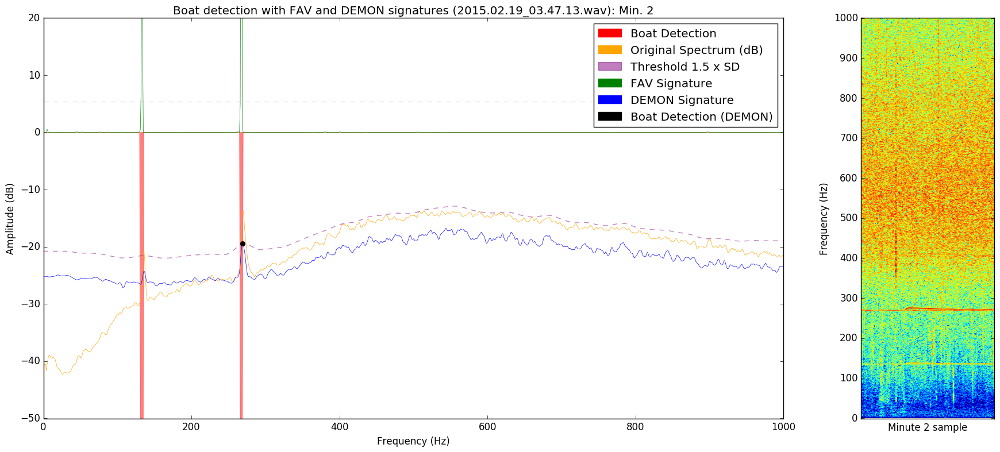 Boat detection with FAV and DEMON signatures (2015.02.19_03.47.13.wav): Min. 2
Boat Detection
Original Spectrum (dB)
Threshold 1.5 x SD
FAV Signature
DEMON Signature
Boat Detection (DEMON)
Amplitude (dB)
20
10
0
−10
−20
−30
−40
−50
0 200 400 600 800 1000
Frequency (Hz)
Frequency (Hz)
1000
900
800
700
600
500
400
300
200
100
0
Minute 2 sample